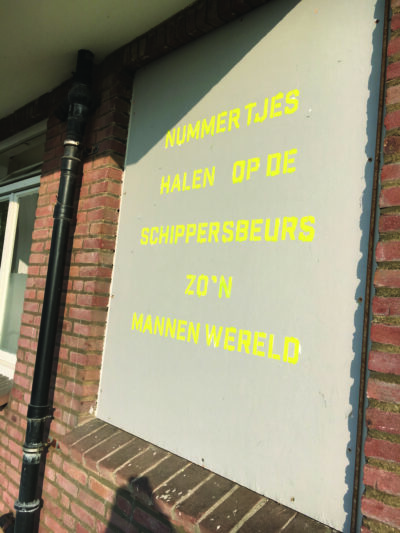 NUMMERTJES
HALEN OP DE
SCHIPPERSBEURS
ZO'N
MANNEN WERELD